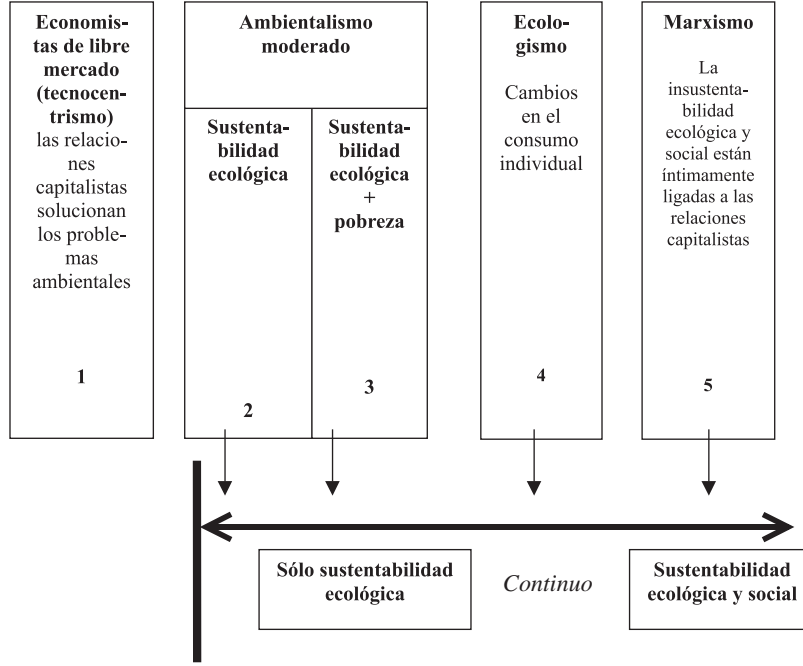 Economis-
tas de libre
mercado
(tecnocen-
trismo)
las relacio-
nes
capitalistas
solucionan
los proble-
mas
ambientales
1
Ambientalismo
moderado
Sustenta-
bilidad
ecológica
2
Sustenta-
bilidad
ecológica
+
pobreza
3
Ecolo-
gismo
Cambios
en el
consumo
individual
4
Marxismo
La
insustenta-
bilidad
ecológica y
social están
íntimamente
ligadas a las
relaciones
capitalistas
5
Sólo sustentabilidad
ecológica
Continuo
Sustentabilidad
ecológica y social